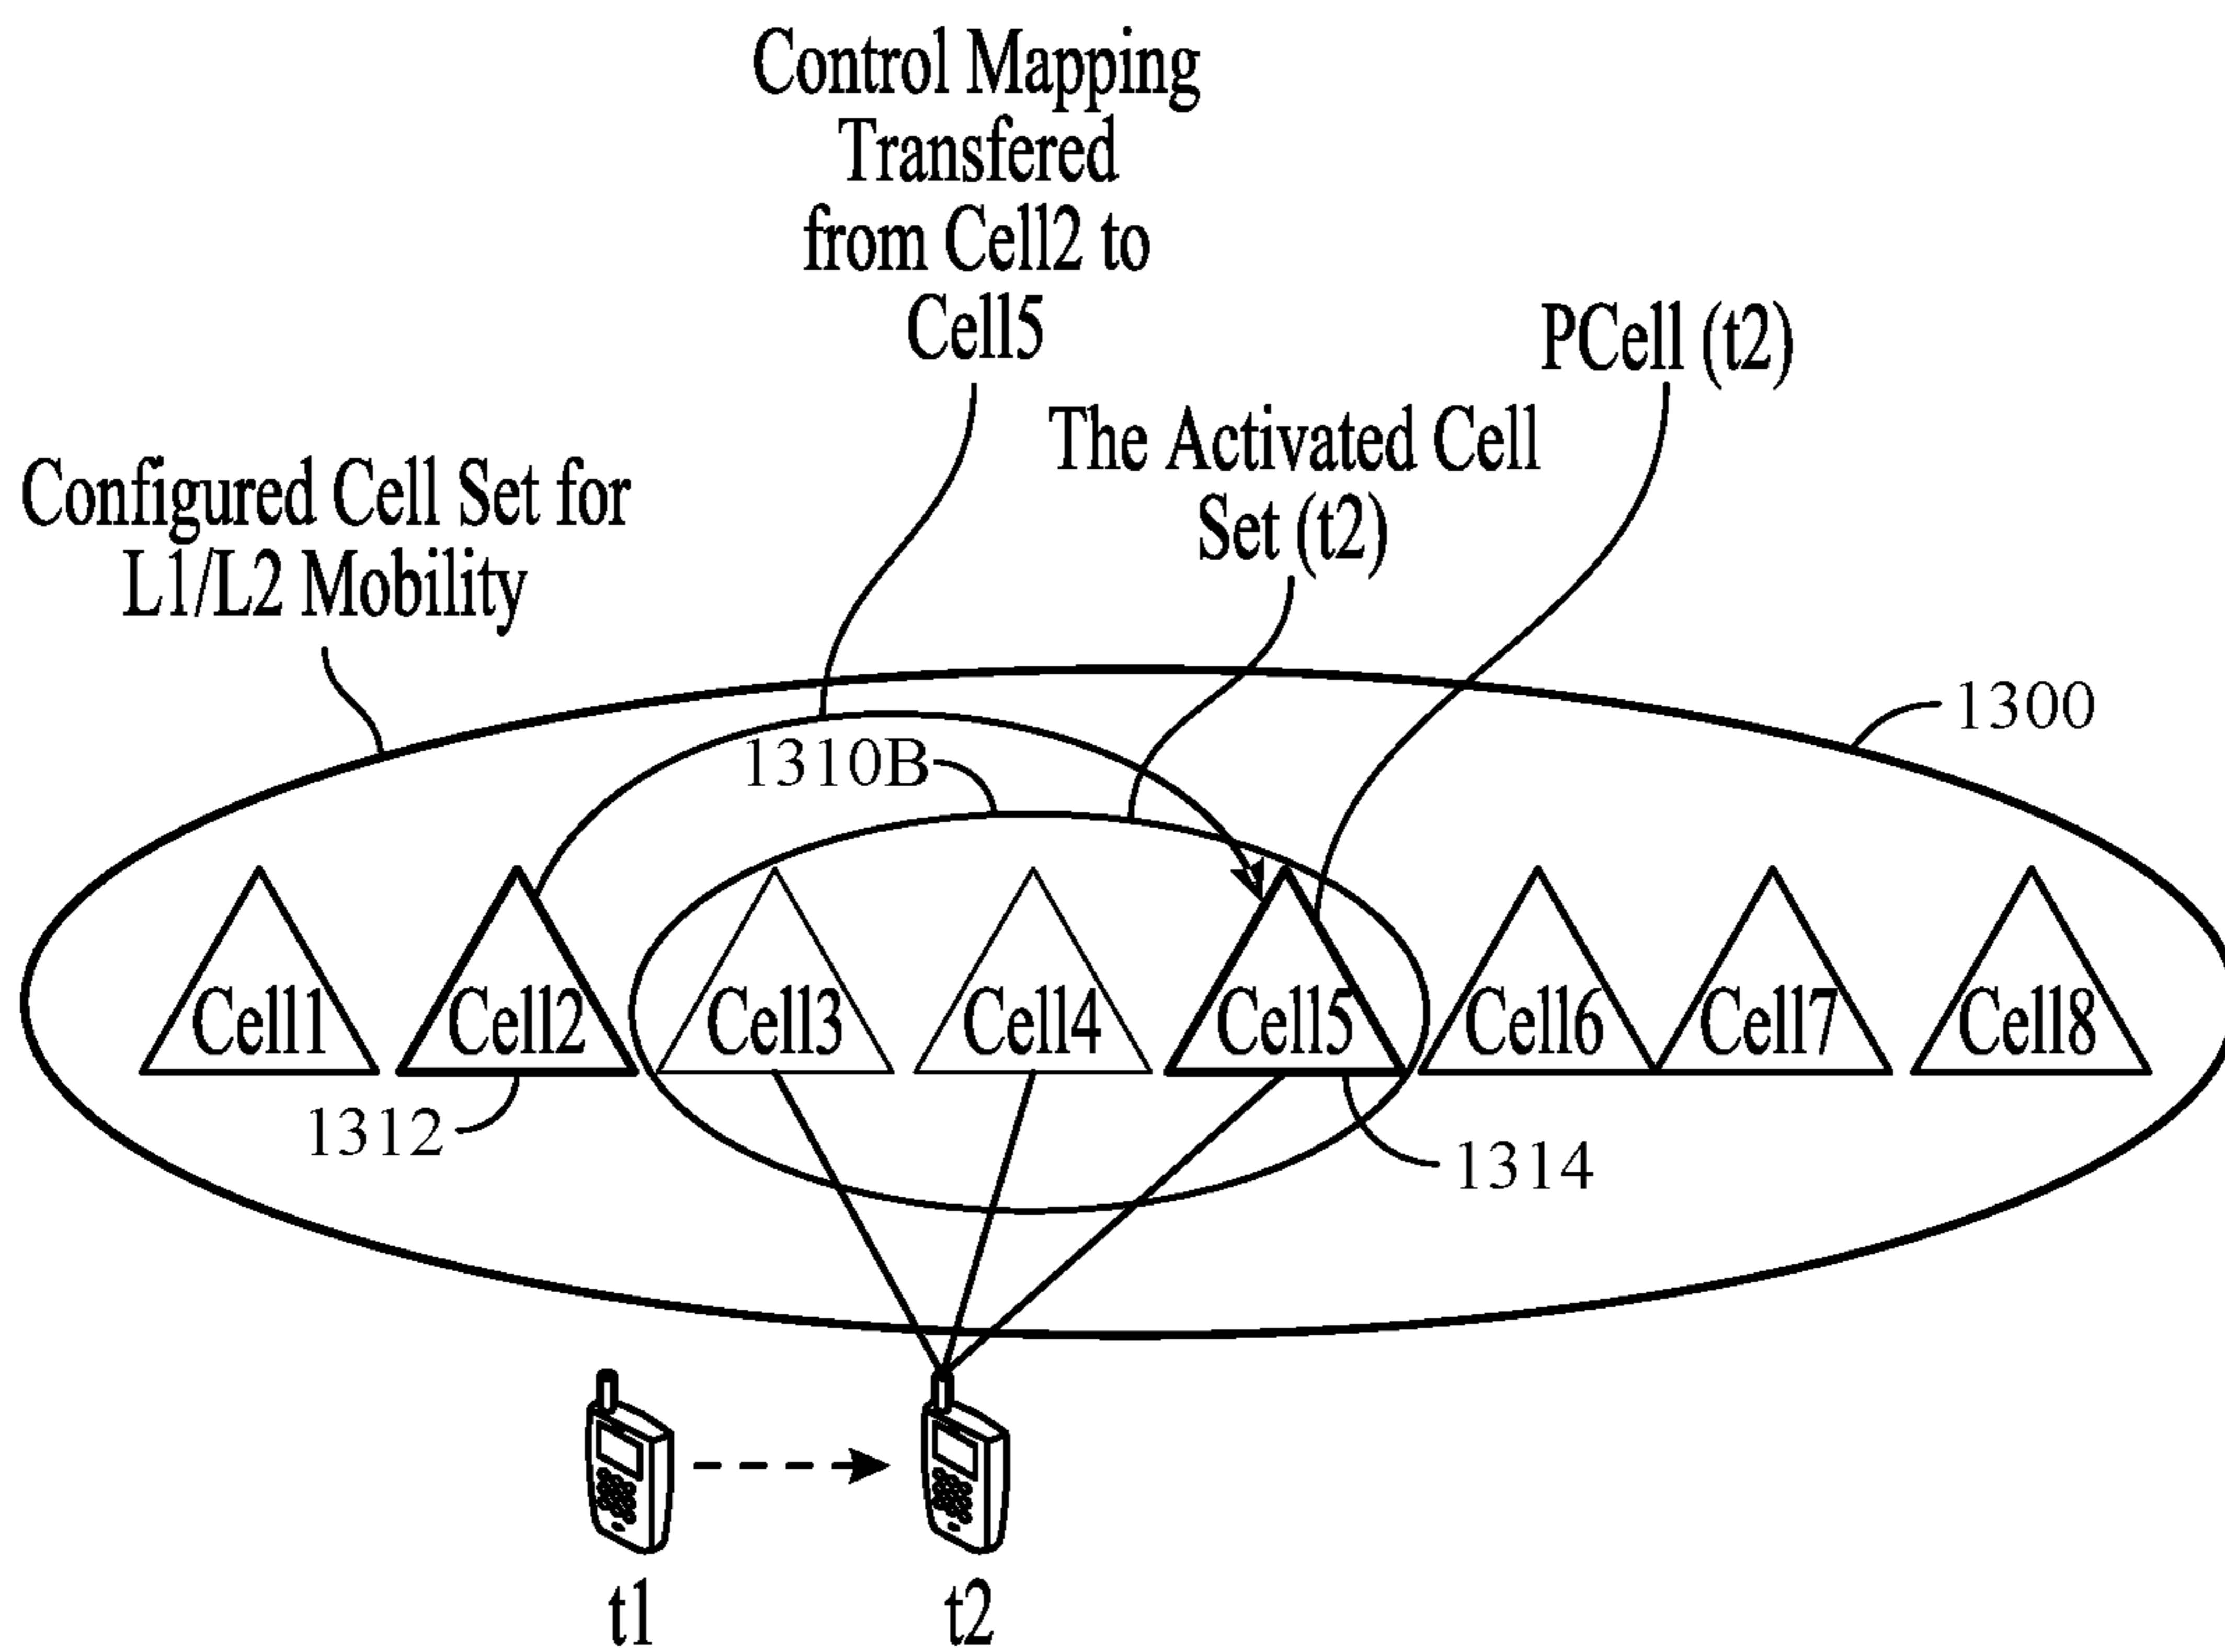 Control Mapping
Transfered
from Cell2 to
Cell5
PCell (t2)
The Activated Cell
Set (t2)
Configured Cell Set for
L1/L2 Mobility
1300
1310B
Cell1
Cell2
Cell3
Cell4
Cell5
Cell6
Cell7
Cell8
1312
1314
t1
t2